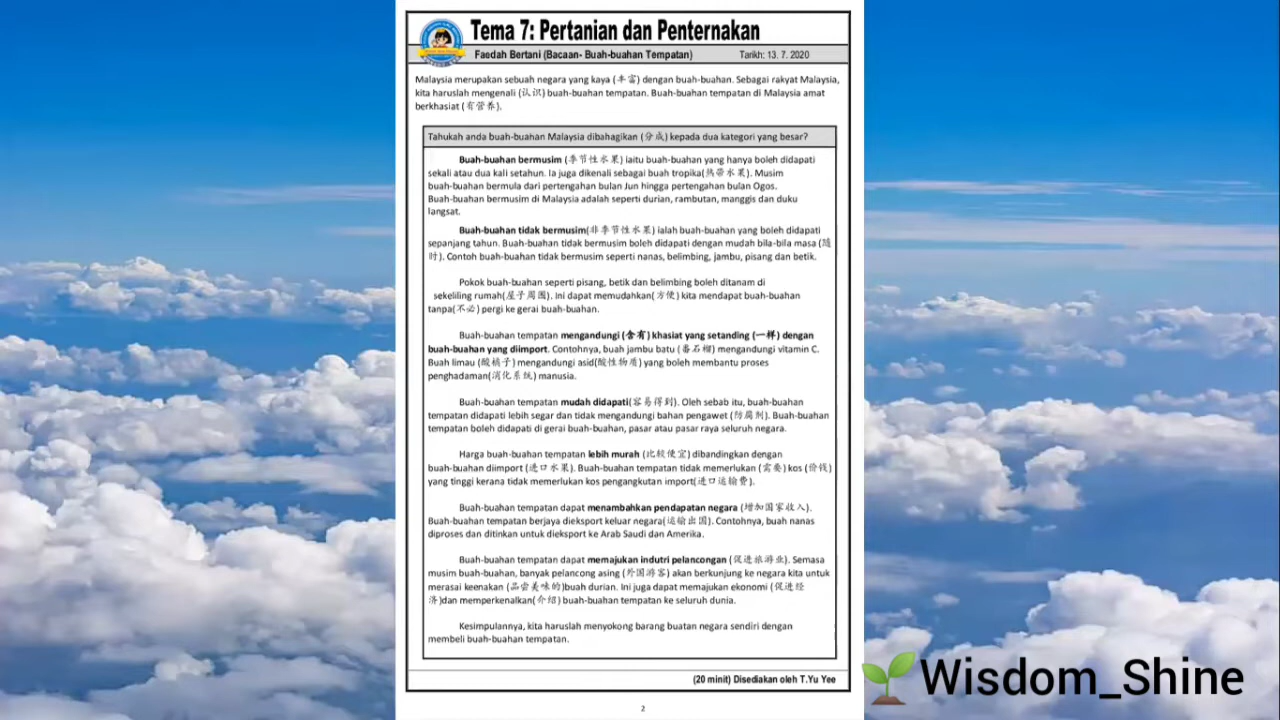 Tema 7: Pertanian dan Penternakan
Faedah Bertani (Bacaan- Buah-buahan Tempatan) Tarikh: 13. 7. 2020
Malaysia merupakan sebuah negara yang kaya (丰富) dengan buah-buahan. Sebagai rakyat Malaysia,
kita haruslah mengenali (认识) buah-buahan tempatan. Buah-buahan tempatan di Malaysia amat
berkhasiat (有营养).
Tahukah anda buah-buahan Malaysia dibahagikan (分成) kepada dua kategori yang besar?
Buah-buahan bermusim (季节性水果) iaitu buah-buahan yang hanya boleh didapati
sekali atau dua kali setahun. Ia juga dikenali sebagai buah tropika(热带水果). Musim
buah-buahan bermula dari pertengahan bulan Jun hingga pertengahan bulan Ogos.
Buah-buahan bermusim di Malaysia adalah seperti durian, rambutan, manggis dan duku
langsat.
Buah-buahan tidak bermusim(非季节性水果) ialah buah-buahan yang boleh didapati
sepanjang tahun. Buah-buahan tidak bermusim boleh didapati dengan mudah bila-bila masa (随
时). Contoh buah-buahan tidak bermusim seperti nanas, belimbing, jambu, pisang dan betik.
Pokok buah-buahan seperti pisang, betik dan belimbing boleh ditanam di
sekeliling rumah(屋子周围). Ini dapat memudahkan(方便) kita mendapat buah-buahan
tanpa(不必) pergi ke gerai buah-buahan.
Buah-buahan tempatan mengandungi (含有) khasiat yang setanding (一样) dengan
buah-buahan yang diimport. Contohnya, buah jambu batu (番石榴) mengandungi vitamin C.
Buah limau (酸橘子) mengandungi asid(酸性物质) yang boleh membantu proses
penghadaman(消化系统) manusia.
Buah-buahan tempatan mudah didapati(容易得到). Oleh sebab itu, buah-buahan
tempatan didapati lebih segar dan tidak mengandungi bahan pengawet (防腐剂). Buah-buahan
tempatan boleh didapati di gerai buah-buahan, pasar atau pasar raya seluruh negara.
Harga buah-buahan tempatan lebih murah (比较便宜) dibandingkan dengan
buah-buahan diimport (进口水果). Buah-buahan tempatan tidak memerlukan (需要) kos (价钱)
yang tinggi kerana tidak memerlukan kos pengangkutan import(进口运输费).
Buah-buahan tempatan dapat menambahkan pendapatan negara (增加国家收入).
Buah-buahan tempatan berjaya dieksport keluar negara(运输出国). Contohnya, buah nanas
diproses dan ditinkan untuk dieksport ke Arab Saudi dan Amerika.
Buah-buahan tempatan dapat memajukan indutri pelancongan (促进旅游业). Semasa
musim buah-buahan, banyak pelancong asing (外国游客) akan berkunjung ke negara kita untuk
merasai keenakan (品尝美味的)buah durian. Ini juga dapat memajukan ekonomi (促进经
济)dan memperkenalkan(介绍) buah-buahan tempatan ke seluruh dunia.
Kesimpulannya, kita haruslah menyokong barang buatan negara sendiri dengan
membeli buah-buahan tempatan.
(20 minit) Disediakan oleh T.Yu Yee
2
Wisdom_Shine